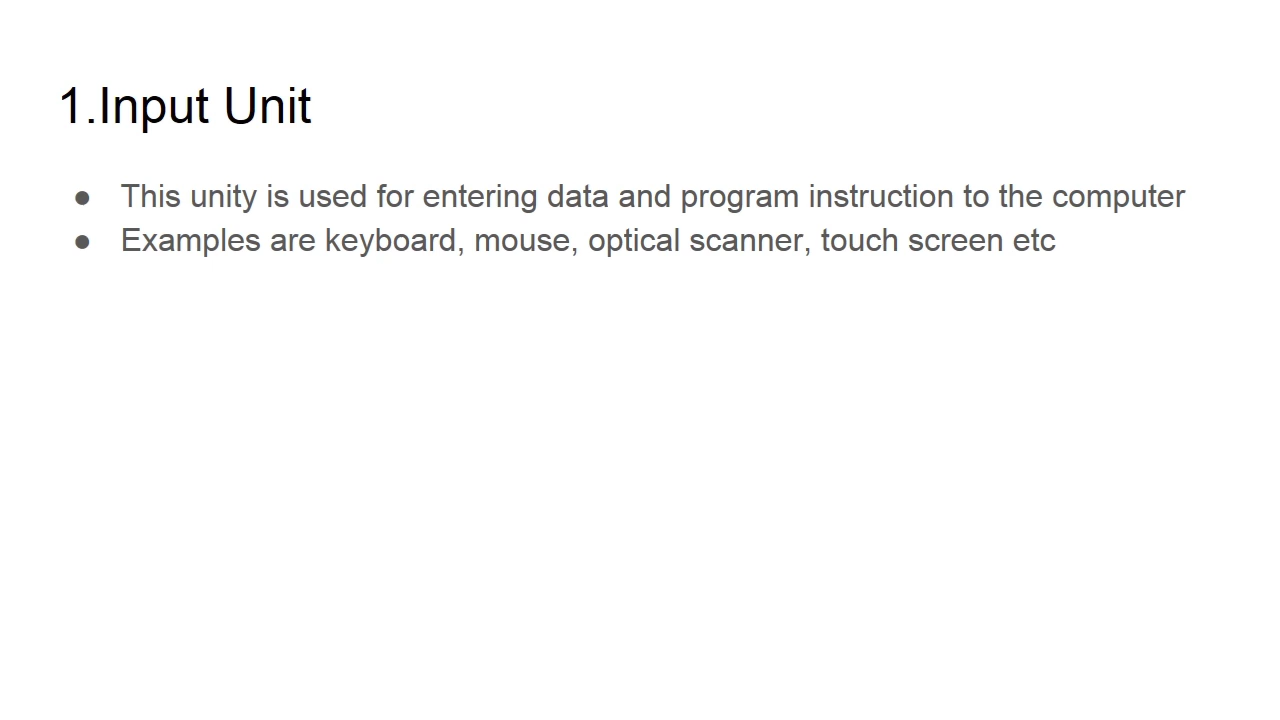 1.Input Unit
● This unity is used for entering data and program instruction to the computer
● Examples are keyboard, mouse, optical scanner, touch screen etc